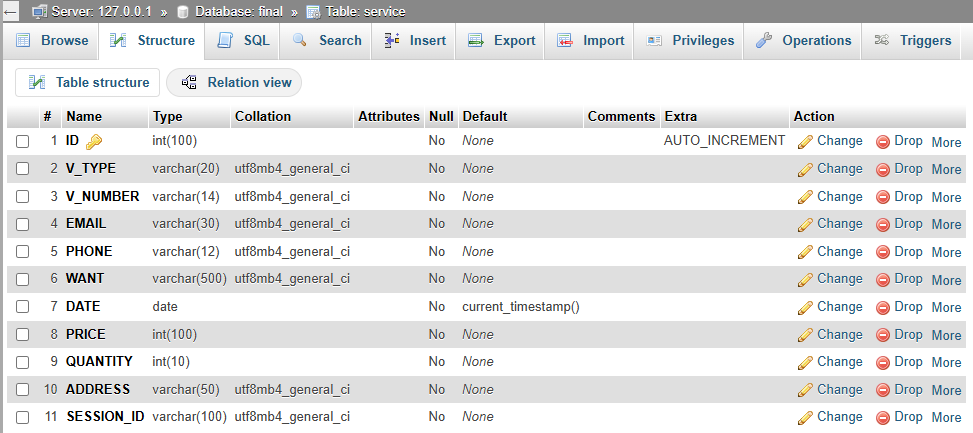 ← Server: 127.0.0.1 » Database: final » Table: service
Browse Structure SQL Search Insert Export Import Privileges Operations Triggers
Table structure Relation view
# Name Type Collation Attributes Null Default Comments Extra Action
1 ID int(100) No None AUTO_INCREMENT Change Drop More
2 V_TYPE varchar(20) utf8mb4_general_ci No None Change Drop More
3 V_NUMBER varchar(14) utf8mb4_general_ci No None Change Drop More
4 EMAIL varchar(30) utf8mb4_general_ci No None Change Drop More
5 PHONE varchar(12) utf8mb4_general_ci No None Change Drop More
6 WANT varchar(500) utf8mb4_general_ci No None Change Drop More
7 DATE date No current_timestamp() Change Drop More
8 PRICE int(100) No None Change Drop More
9 QUANTITY int(10) No None Change Drop More
10 ADDRESS varchar(50) utf8mb4_general_ci No None Change Drop More
11 SESSION_ID varchar(100) utf8mb4_general_ci No None Change Drop More